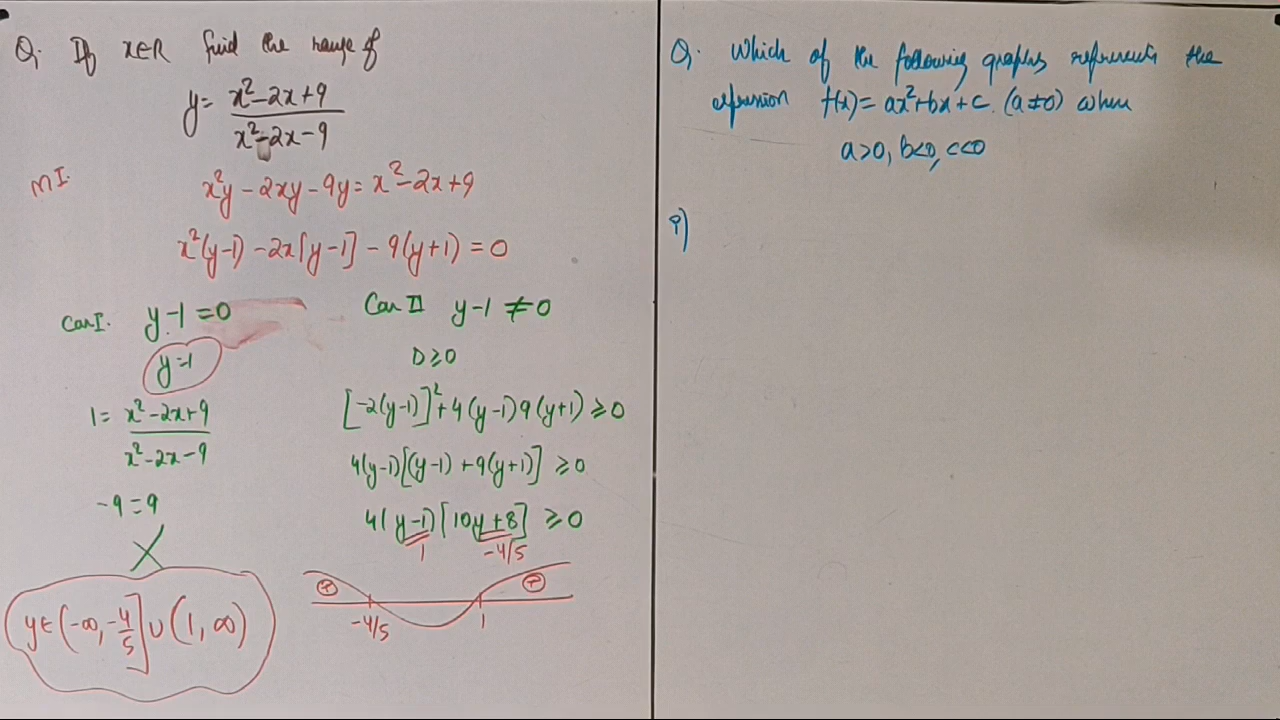 Q. If x∈R find the range of
y = x²-2x+9 / x²-2x-9
M I.
x²y - 2xy - 9y = x² - 2x + 9
x²(y-1) - 2x[y-1] - 9(y+1) = 0
Case I. y-1 = 0
y=1
1 = x²-2x+9 / x²-2x-9
-9 = 9
X
y∈(-∞, -4/5] ∪ (1, ∞)
Case II y-1 ≠ 0
D ≥ 0
[-2(y-1)]² + 4(y-1)9(y+1) ≥ 0
4(y-1)[(y-1) + 9(y+1)] ≥ 0
4(y-1)[10y+8] ≥ 0
1 -4/5
+ +
-4/5 1
Q. Which of the following graphs represents the
expression f(x) = ax²+bx+c. (a≠0) when
a>0, b<0, c<0